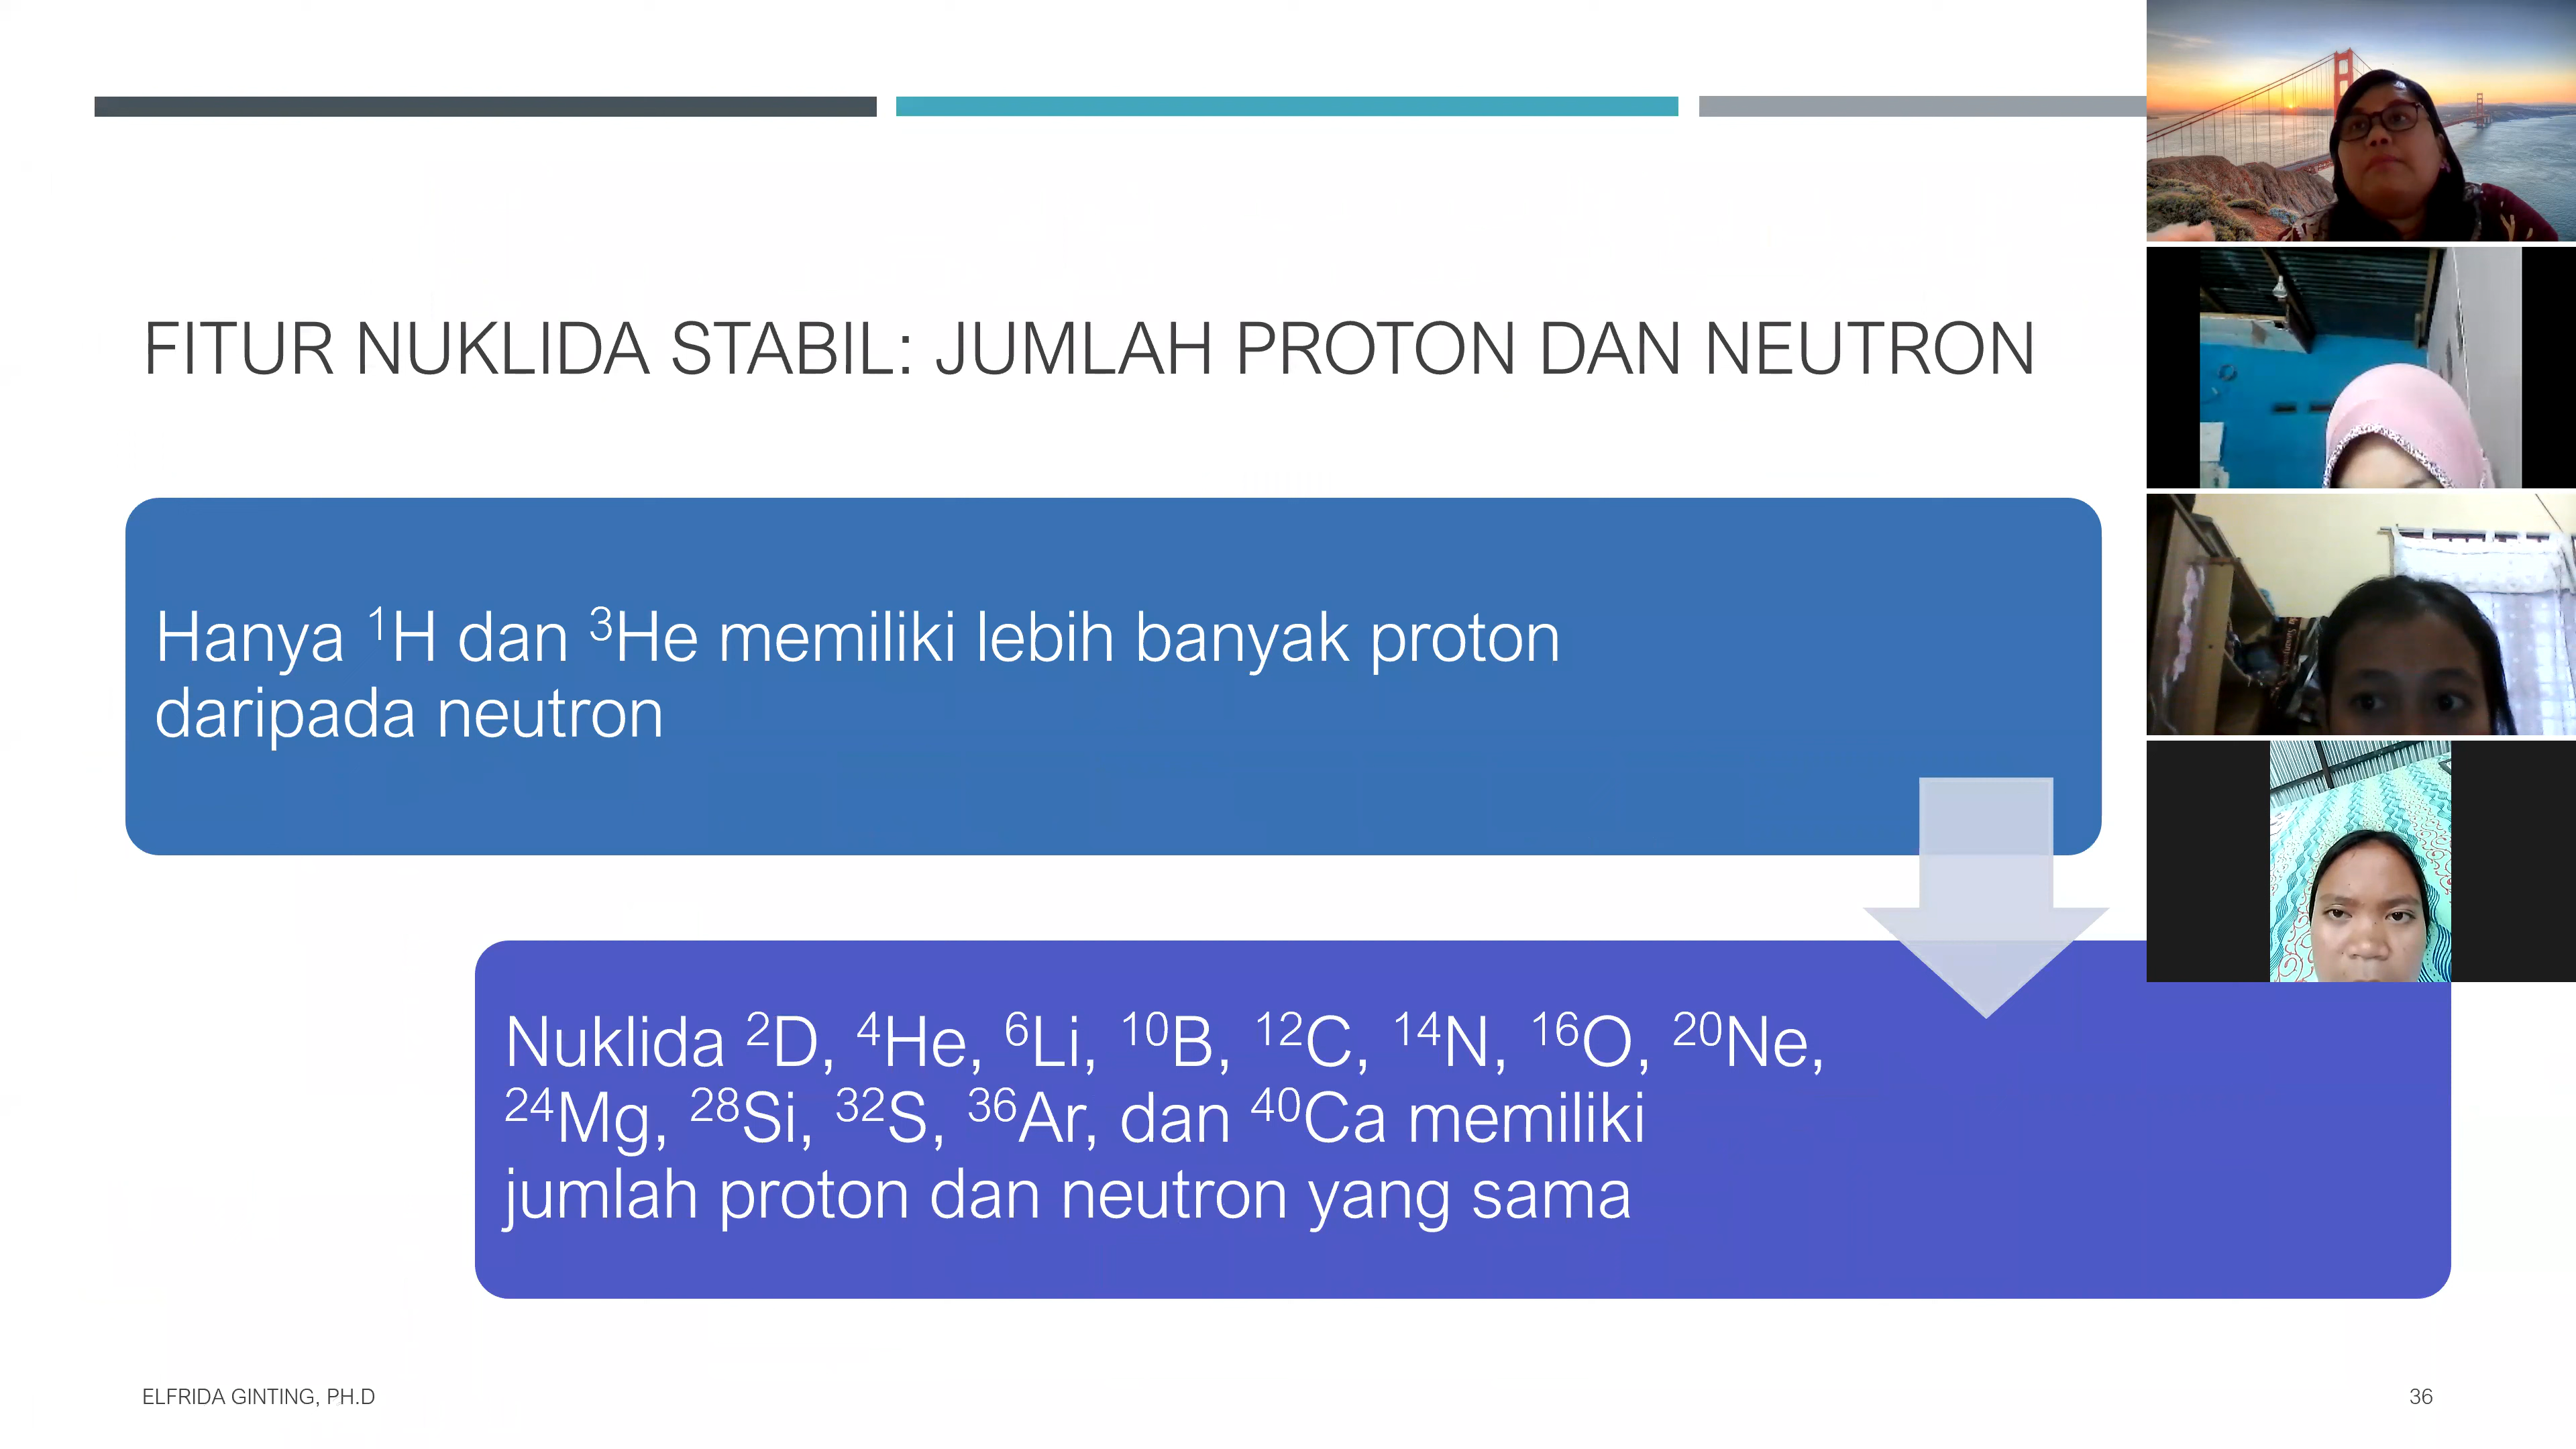 FITUR NUKLIDA STABIL: JUMLAH PROTON DAN NEUTRON
Hanya ¹H dan ³He memiliki lebih banyak proton
daripada neutron
Nuklida ²D, ⁴He, ⁶Li, ¹⁰B, ¹²C, ¹⁴N, ¹⁶O, ²⁰Ne,
²⁴Mg, ²⁸Si, ³²S, ³⁶Ar, dan ⁴⁰Ca memiliki
jumlah proton dan neutron yang sama
ELFRIDA GINTING, PH.D
36